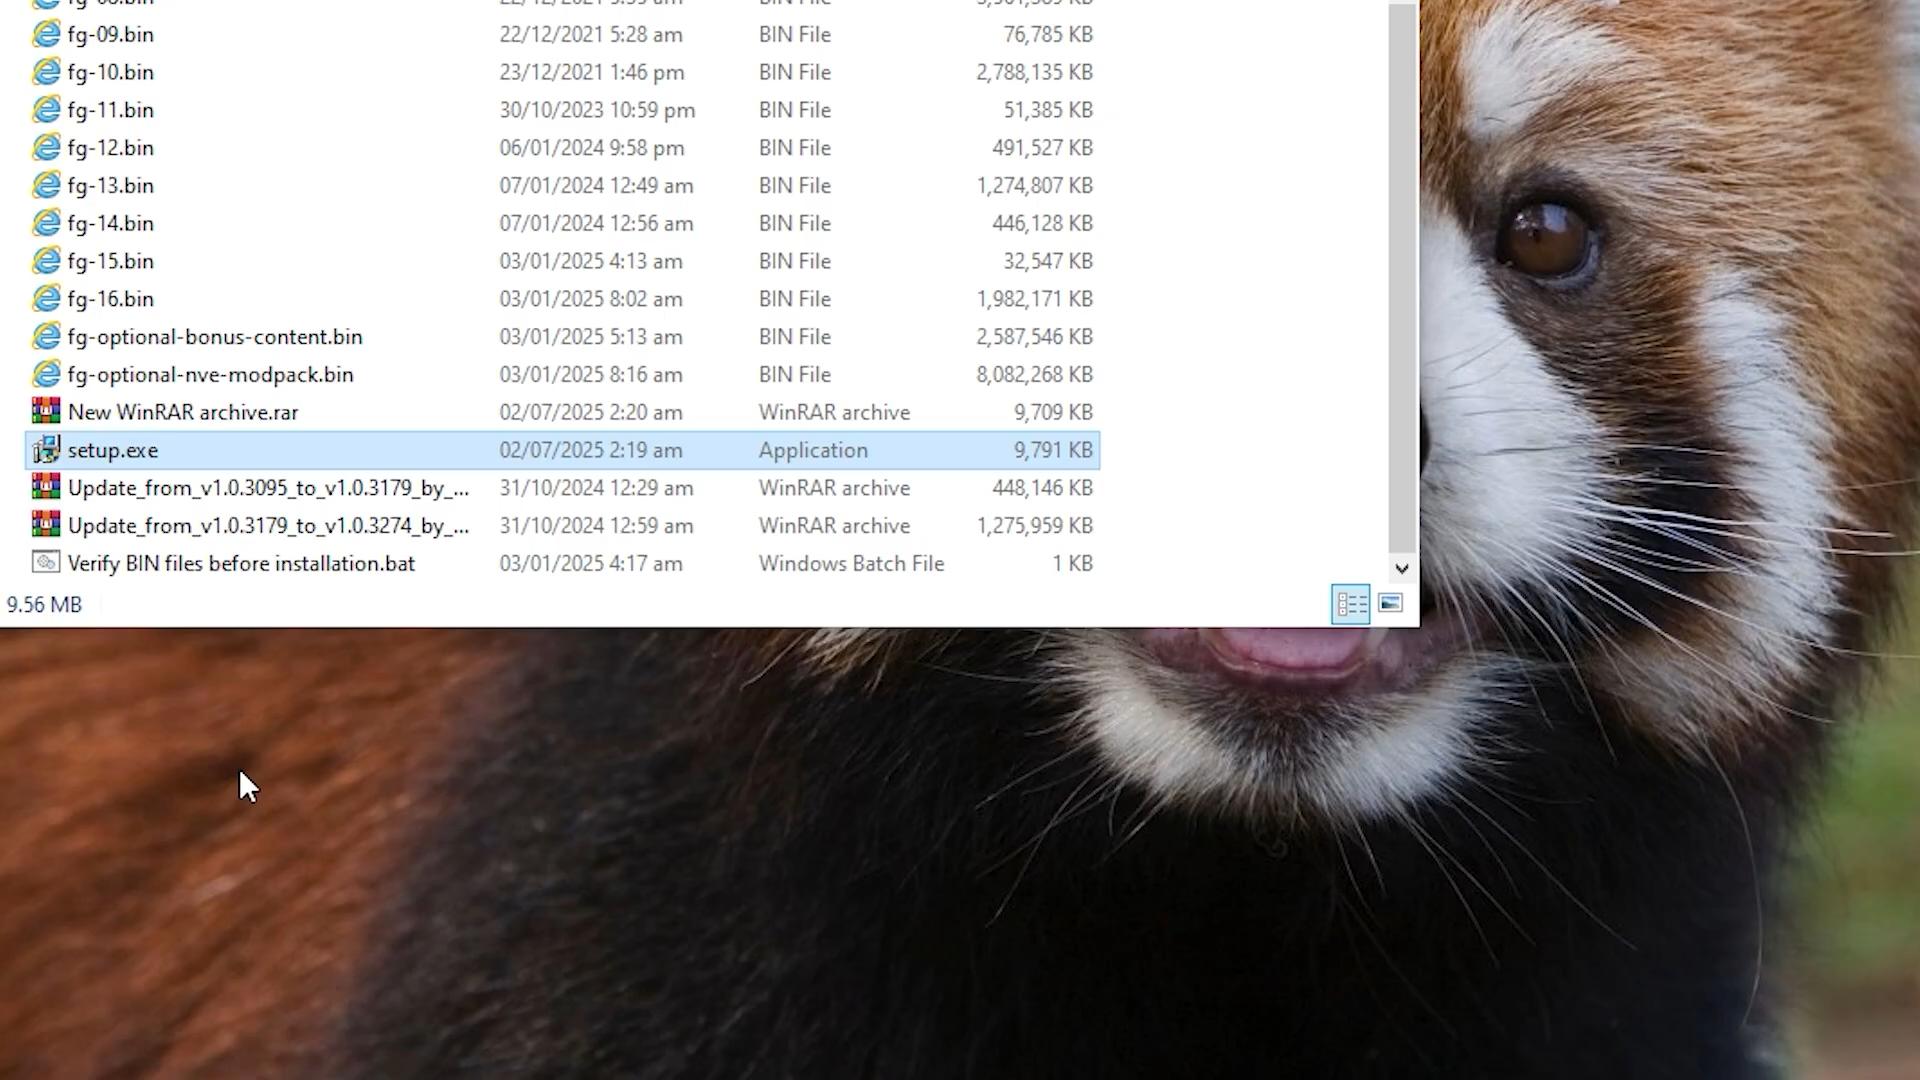 fg-09.bin 22/12/2021 5:28 am BIN File 76,785 KB
fg-10.bin 23/12/2021 1:46 pm BIN File 2,788,135 KB
fg-11.bin 30/10/2023 10:59 pm BIN File 51,385 KB
fg-12.bin 06/01/2024 9:58 pm BIN File 491,527 KB
fg-13.bin 07/01/2024 12:49 am BIN File 1,274,807 KB
fg-14.bin 07/01/2024 12:56 am BIN File 446,128 KB
fg-15.bin 03/01/2025 4:13 am BIN File 32,547 KB
fg-16.bin 03/01/2025 8:02 am BIN File 1,982,171 KB
fg-optional-bonus-content.bin 03/01/2025 5:13 am BIN File 2,587,546 KB
fg-optional-nve-modpack.bin 03/01/2025 8:16 am BIN File 8,082,268 KB
New WinRAR archive.rar 02/07/2025 2:20 am WinRAR archive 9,709 KB
setup.exe 02/07/2025 2:19 am Application 9,791 KB
Update_from_v1.0.3095_to_v1.0.3179_by_... 31/10/2024 12:29 am WinRAR archive 448,146 KB
Update_from_v1.0.3179_to_v1.0.3274_by_... 31/10/2024 12:59 am WinRAR archive 1,275,959 KB
Verify BIN files before installation.bat 03/01/2025 4:17 am Windows Batch File 1 KB
9.56 MB